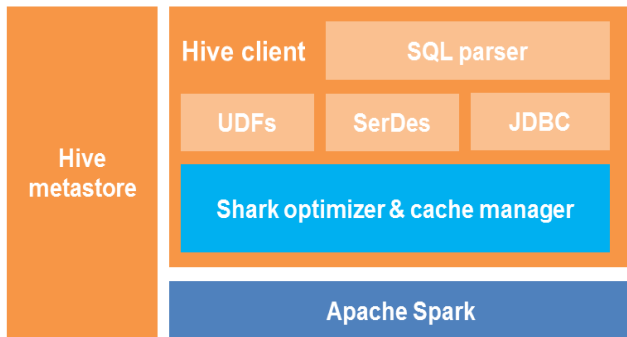 Hive client
SQL parser
UDFs
SerDes
JDBC
Hive
metastore
Shark optimizer & cache manager
Apache Spark